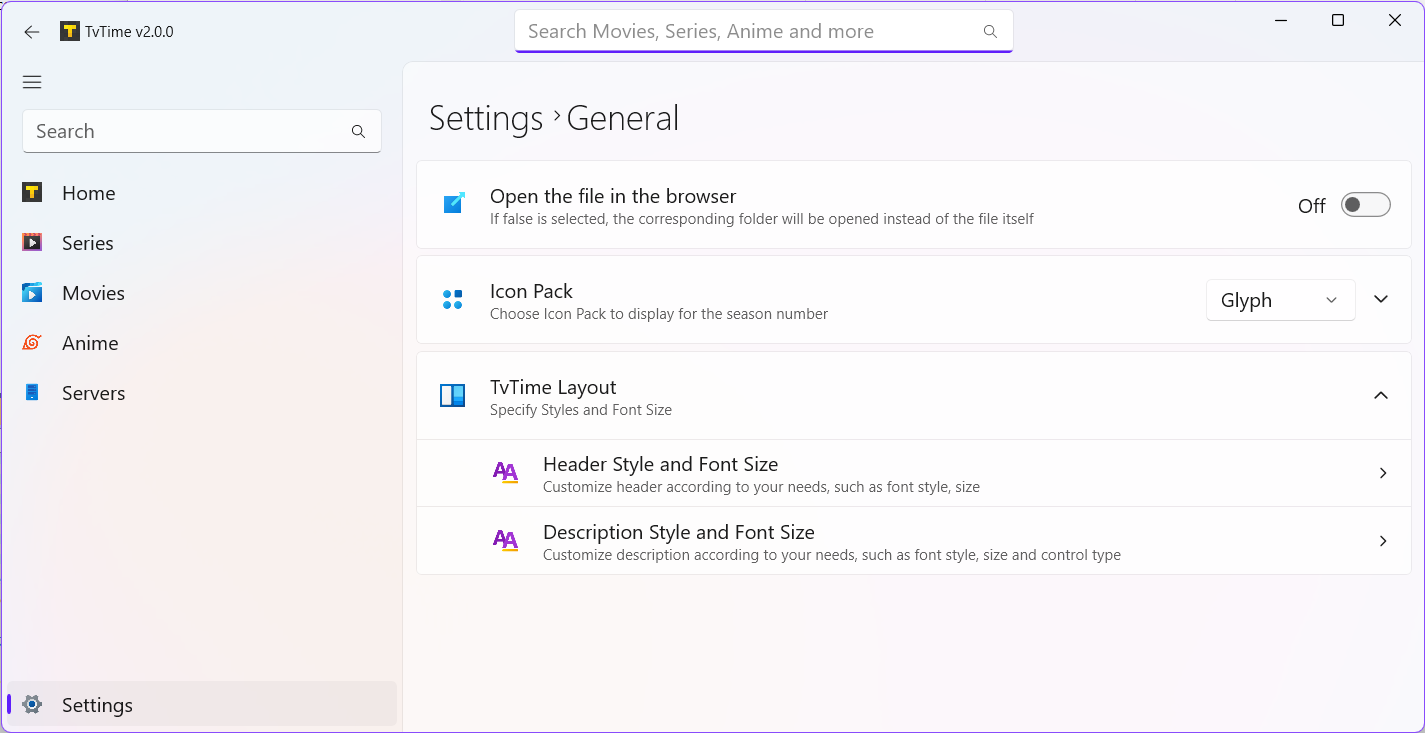 TvTime v2.0.0
Search Movies, Series, Anime and more
Search
Home
Series
Movies
Anime
Servers
Settings
Settings › General
Open the file in the browser
If false is selected, the corresponding folder will be opened instead of the file itself
Off
Icon Pack
Choose Icon Pack to display for the season number
Glyph
TvTime Layout
Specify Styles and Font Size
Header Style and Font Size
Customize header according to your needs, such as font style, size
Description Style and Font Size
Customize description according to your needs, such as font style, size and control type